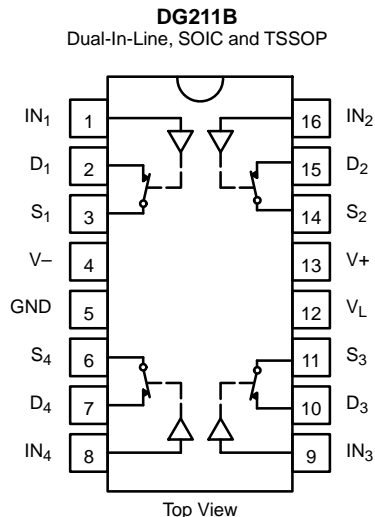 DG211B
Dual-In-Line, SOIC and TSSOP
IN₁ 1 16 IN₂
D₁ 2 15 D₂
S₁ 3 14 S₂
V– 4 13 V+
GND 5 12 V_L
S₄ 6 11 S₃
D₄ 7 10 D₃
IN₄ 8 9 IN₃
Top View